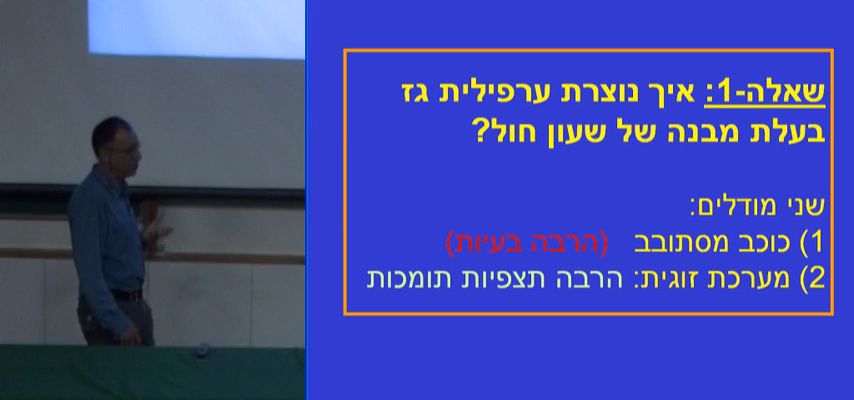 שאלה-1: איך נוצרת ערפילית גז
בעלת מבנה של שעון חול?
שני מודלים:
1) כוכב מסתובב (הרבה בעיות)
2) מערכת זוגית: הרבה תצפיות תומכות